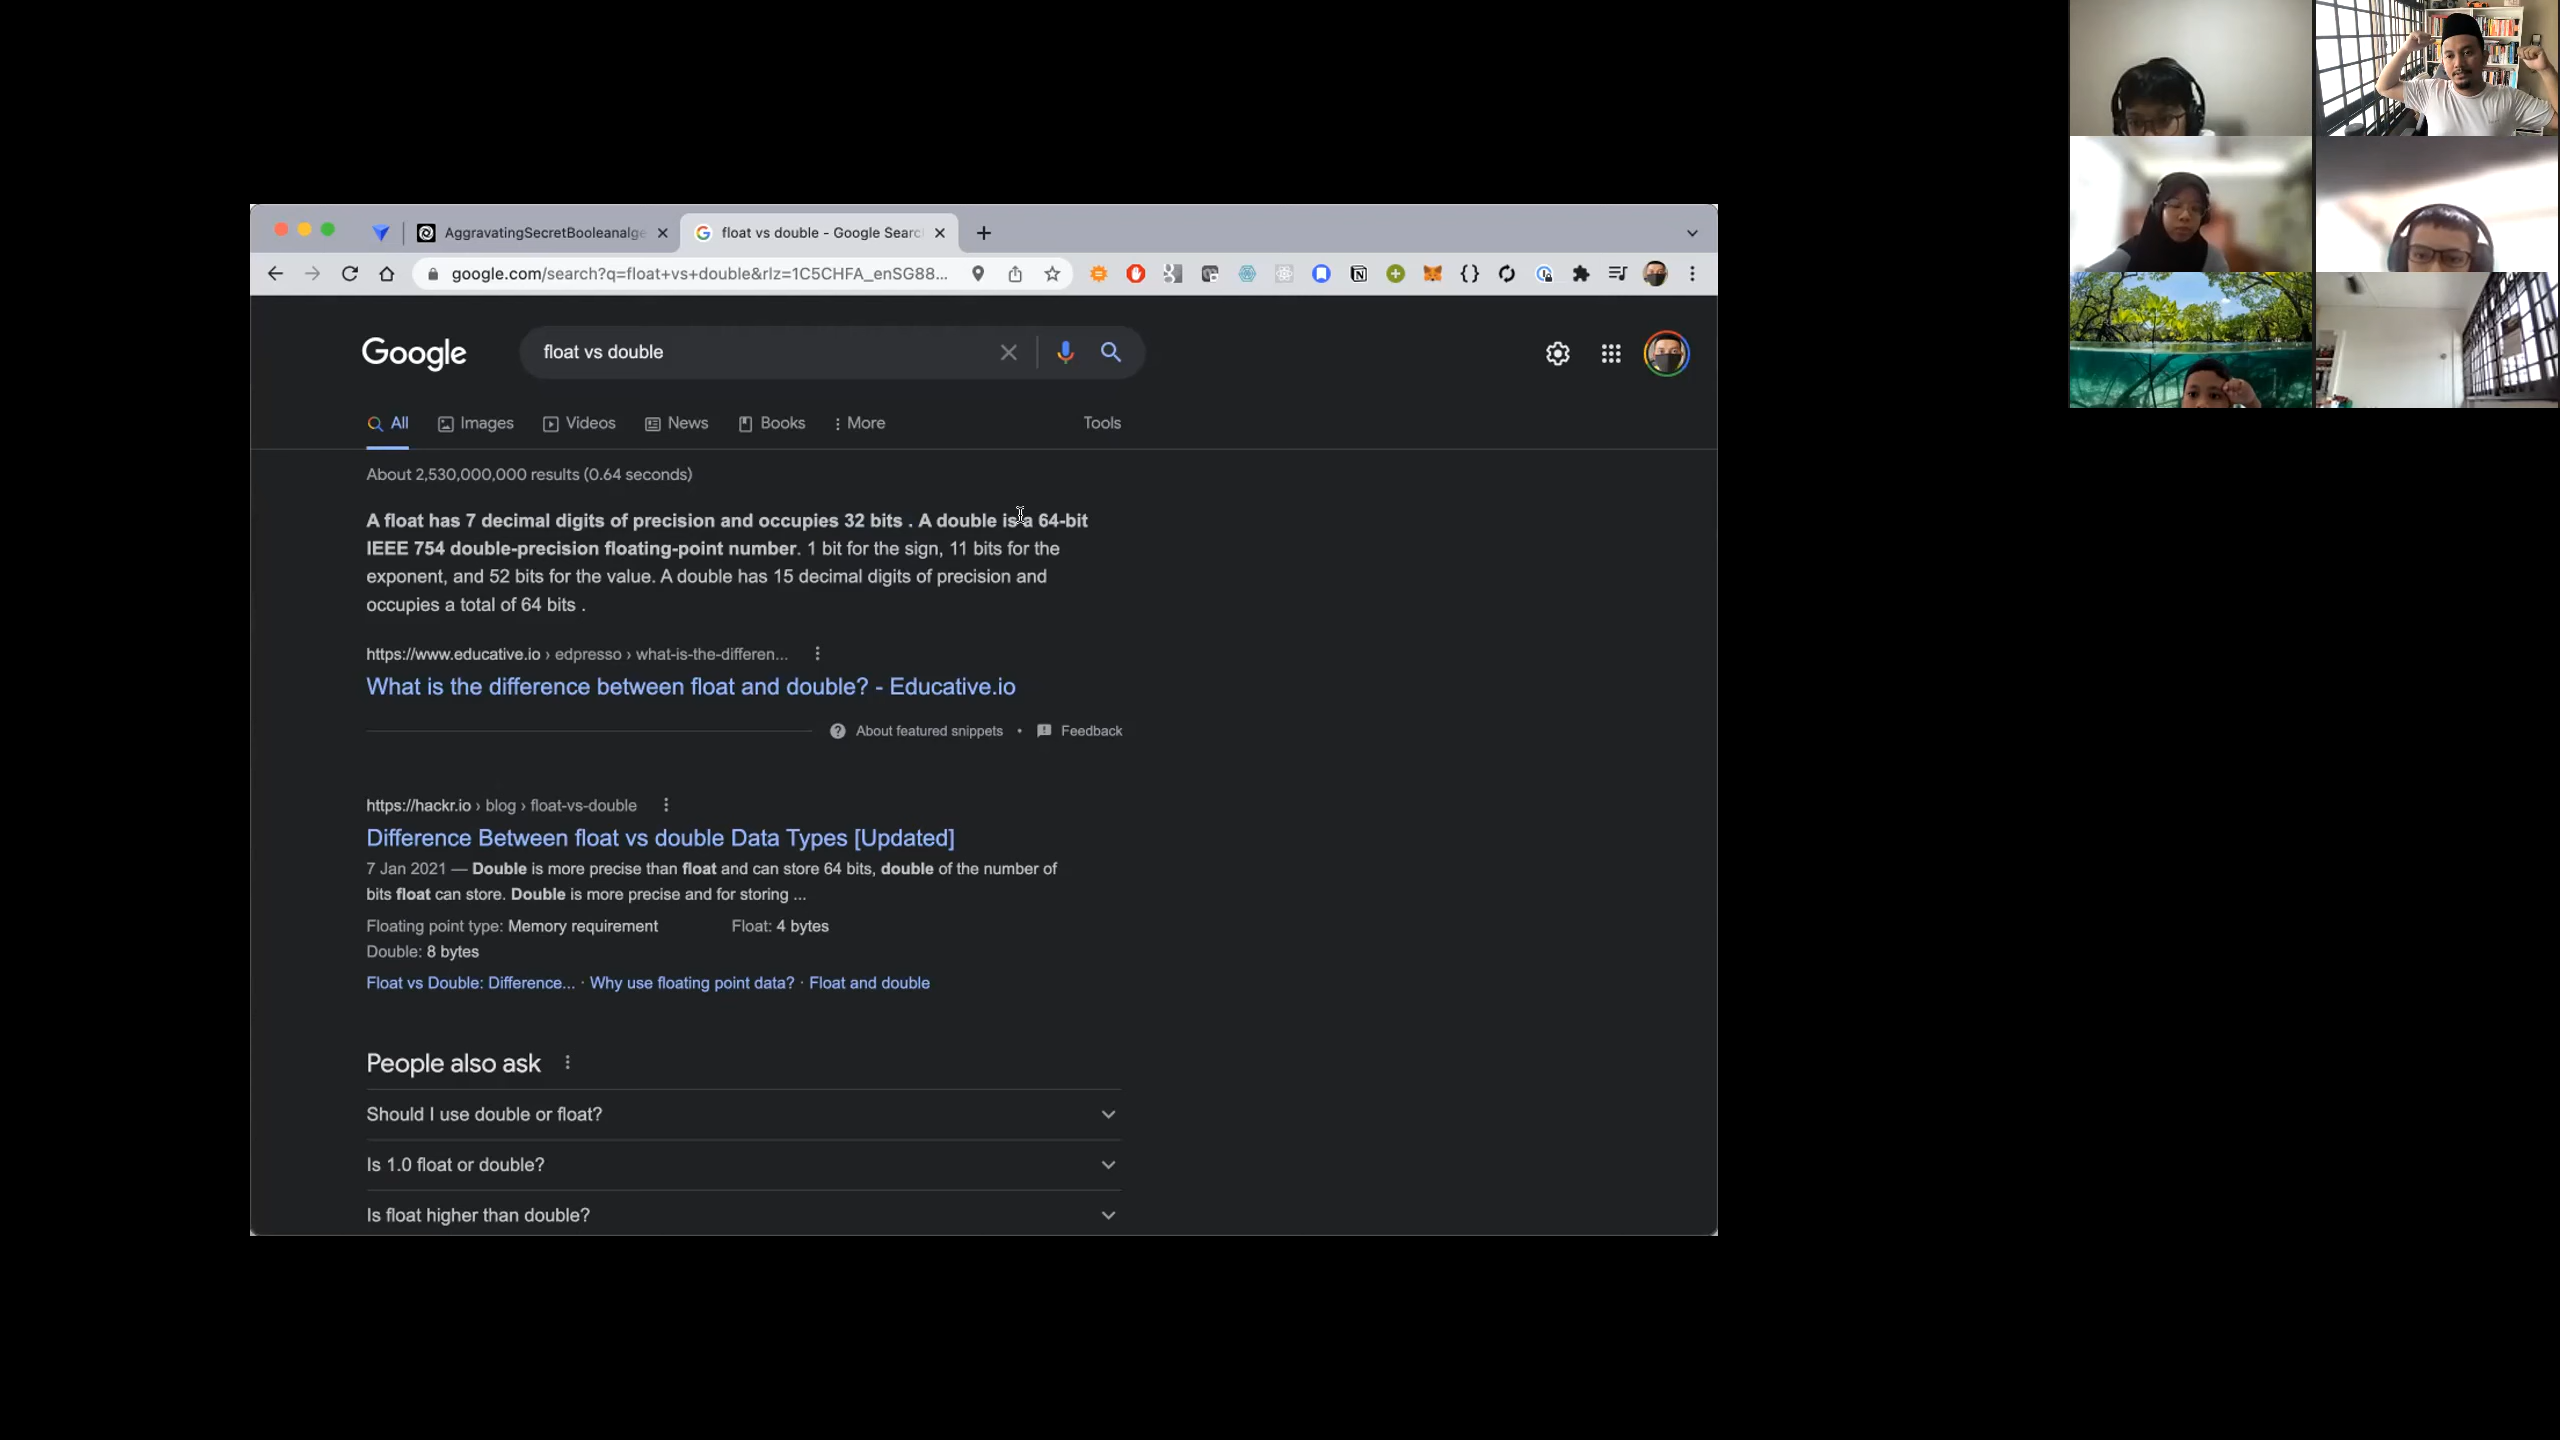 AggravatingSecretBooleanalge
float vs double - Google Searc
google.com/search?q=float+vs+double&rlz=1C5CHFA_enSG88...
Google
float vs double
All
Images
Videos
News
Books
More
Tools
About 2,530,000,000 results (0.64 seconds)
A float has 7 decimal digits of precision and occupies 32 bits . A double is a 64-bit
IEEE 754 double-precision floating-point number. 1 bit for the sign, 11 bits for the
exponent, and 52 bits for the value. A double has 15 decimal digits of precision and
occupies a total of 64 bits .
https://www.educative.io › edpresso › what-is-the-differen...
What is the difference between float and double? - Educative.io
About featured snippets • Feedback
https://hackr.io › blog › float-vs-double
Difference Between float vs double Data Types [Updated]
7 Jan 2021 — Double is more precise than float and can store 64 bits, double of the number of
bits float can store. Double is more precise and for storing ...
Floating point type: Memory requirement Float: 4 bytes
Double: 8 bytes
Float vs Double: Difference... · Why use floating point data? · Float and double
People also ask
Should I use double or float?
Is 1.0 float or double?
Is float higher than double?